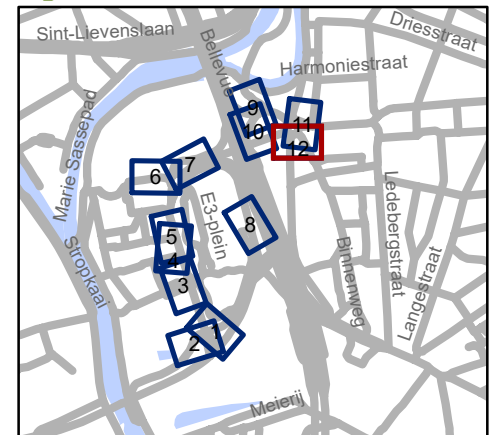 Sint-Lievenslaan
Bellevue
Driesstraat
Harmoniestraat
Marie Sassepad
9
10
11
12
7
6
E3-plein
Ledebergstraat
8
5
4
Stropkaai
Binnenweg
Langestraat
3
1
2
Meierij